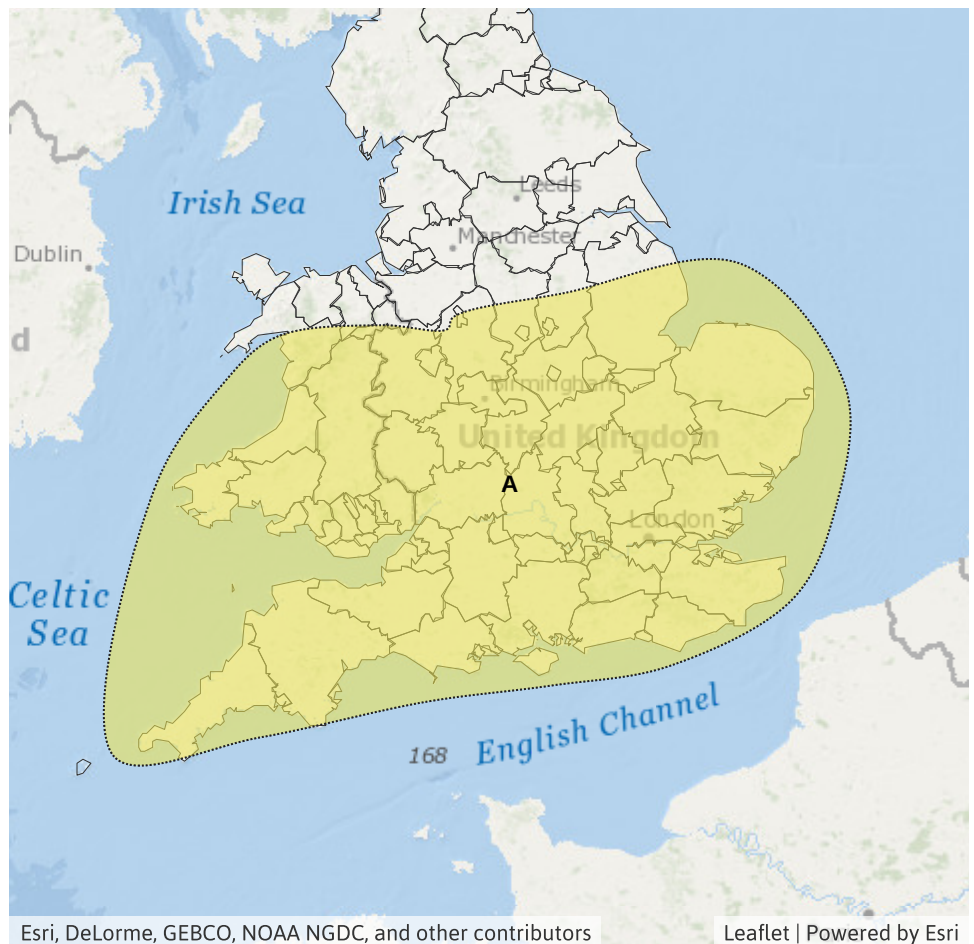 Leeds
Irish Sea
Manchester
Dublin
d
Birmingham
United Kingdom
A
London
Celtic
Sea
English Channel
168
Esri, DeLorme, GEBCO, NOAA NGDC, and other contributors
Leaflet | Powered by Esri